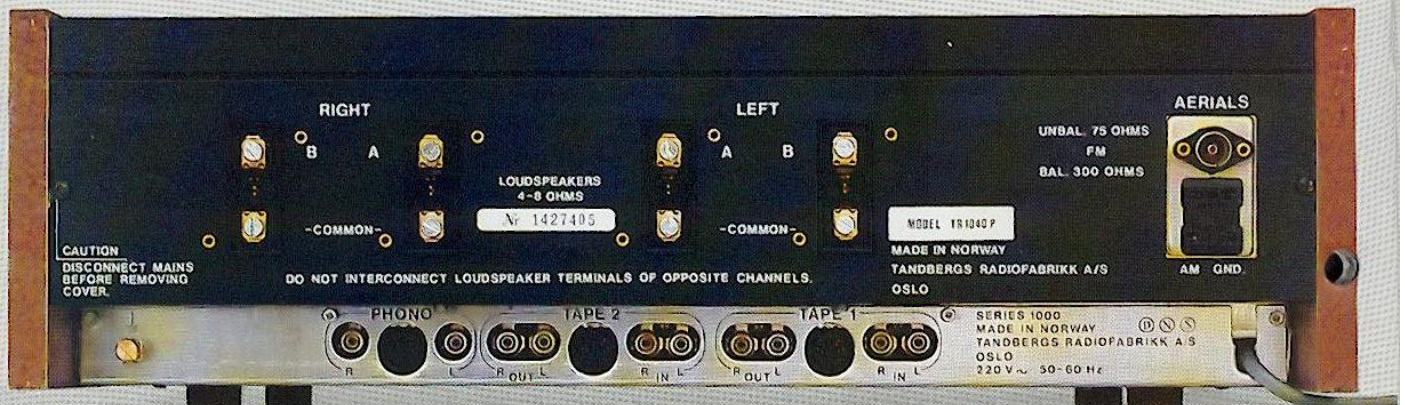 RIGHT
B A
LOUDSPEAKERS
4-8 OHMS
Nr 1427405
-COMMON-
LEFT
A B
-COMMON-
CAUTION
DISCONNECT MAINS
BEFORE REMOVING
COVER.
DO NOT INTERCONNECT LOUDSPEAKER TERMINALS OF OPPOSITE CHANNELS.
MODEL TR1040P
MADE IN NORWAY
TANDBERGS RADIOFABRIKK A/S
OSLO
AERIALS
UNBAL. 75 OHMS
FM
BAL. 300 OHMS
AM GND.
PHONO
R L
TAPE 2
R OUT L
R IN L
TAPE 1
R OUT L
R IN L
SERIES 1000
MADE IN NORWAY
TANDBERGS RADIOFABRIKK A/S
OSLO
220 V~ 50-60 Hz
D N S